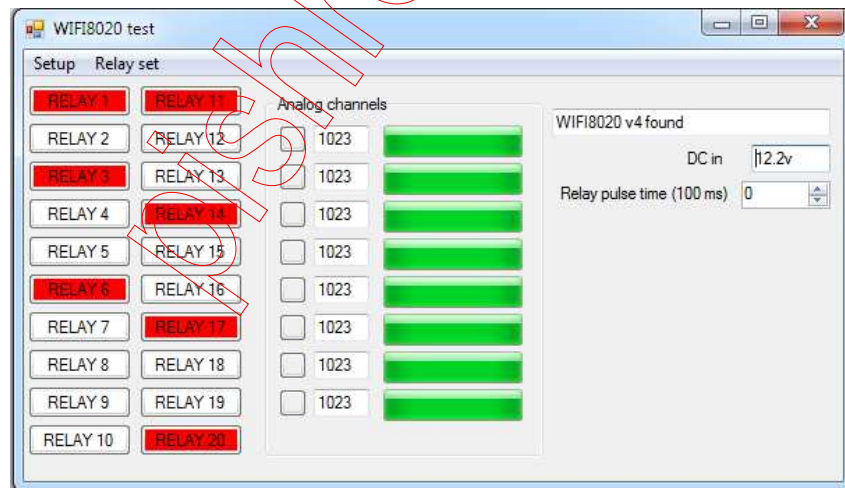 WIFI8020 test
Setup Relay set
RELAY 1 RELAY 11
RELAY 2 RELAY 12
RELAY 3 RELAY 13
RELAY 4 RELAY 14
RELAY 5 RELAY 15
RELAY 6 RELAY 16
RELAY 7 RELAY 17
RELAY 8 RELAY 18
RELAY 9 RELAY 19
RELAY 10 RELAY 20
Analog channels
1023
1023
1023
1023
1023
1023
1023
1023
WIFI8020 v4 found
DC in 12.2v
Relay pulse time (100 ms) 0